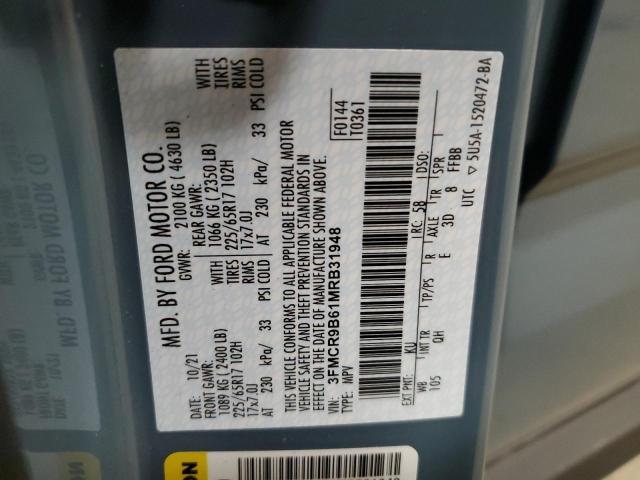 MFD. BY FORD MOTOR CO.
DATE: 10/21 GVWR: 2100 KG ( 4630 LB)
FRONT GAWR: REAR GAWR: WITH
1089 KG ( 2400 LB) WITH 1066 KG ( 2350 LB) TIRES
225/65R17 102H TIRES 225/65R17 102H RIMS
17x7.0J RIMS 17x7.0J
AT 230 kPa/ 33 PSI COLD AT 230 kPa/ 33 PSI COLD
THIS VEHICLE CONFORMS TO ALL APPLICABLE FEDERAL MOTOR
VEHICLE SAFETY AND THEFT PREVENTION STANDARDS IN
EFFECT ON THE DATE OF MANUFACTURE SHOWN ABOVE.
VIN: 3FMCR9B61MRB31948
TYPE: MPV
F0144
T0361
EXT PNT: KU RC: 58 DSO:
WB INT TR TP/PS R AXLE TR SPR
105 QH E 3D 8 FFBB
UTC ▽ 5U5A-1520472-BA